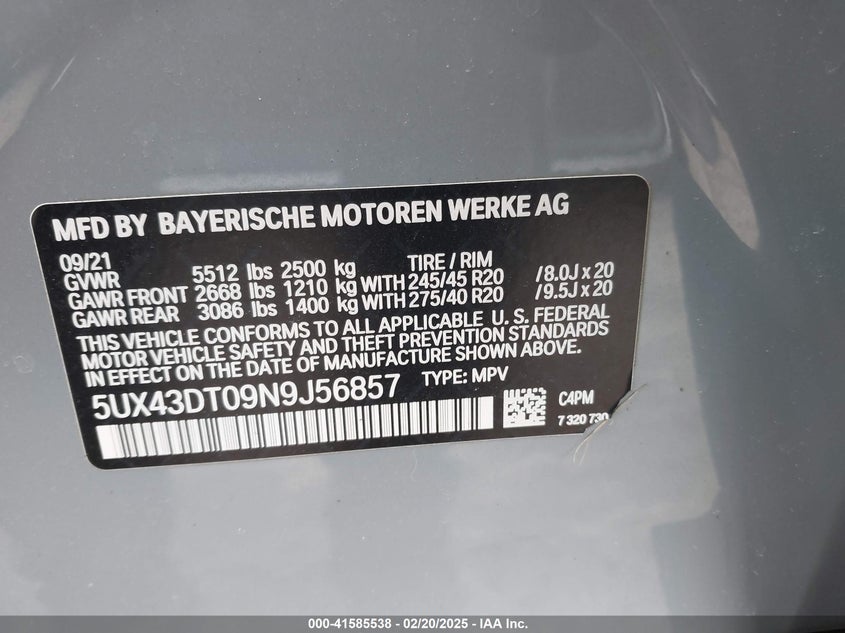 MFD BY BAYERISCHE MOTOREN WERKE AG
09/21 TIRE / RIM
GVWR 5512 lbs 2500 kg
GAWR FRONT 2668 lbs 1210 kg WITH 245/45 R20 /8.0J x 20
GAWR REAR 3086 lbs 1400 kg WITH 275/40 R20 /9.5J x 20
THIS VEHICLE CONFORMS TO ALL APPLICABLE U. S. FEDERAL
MOTOR VEHICLE SAFETY AND THEFT PREVENTION STANDARDS
IN EFFECT ON THE DATE OF MANUFACTURE SHOWN ABOVE.
5UX43DT09N9J56857 TYPE: MPV
C4PM
7 320 730
000-41585538 - 02/20/2025 - IAA Inc.